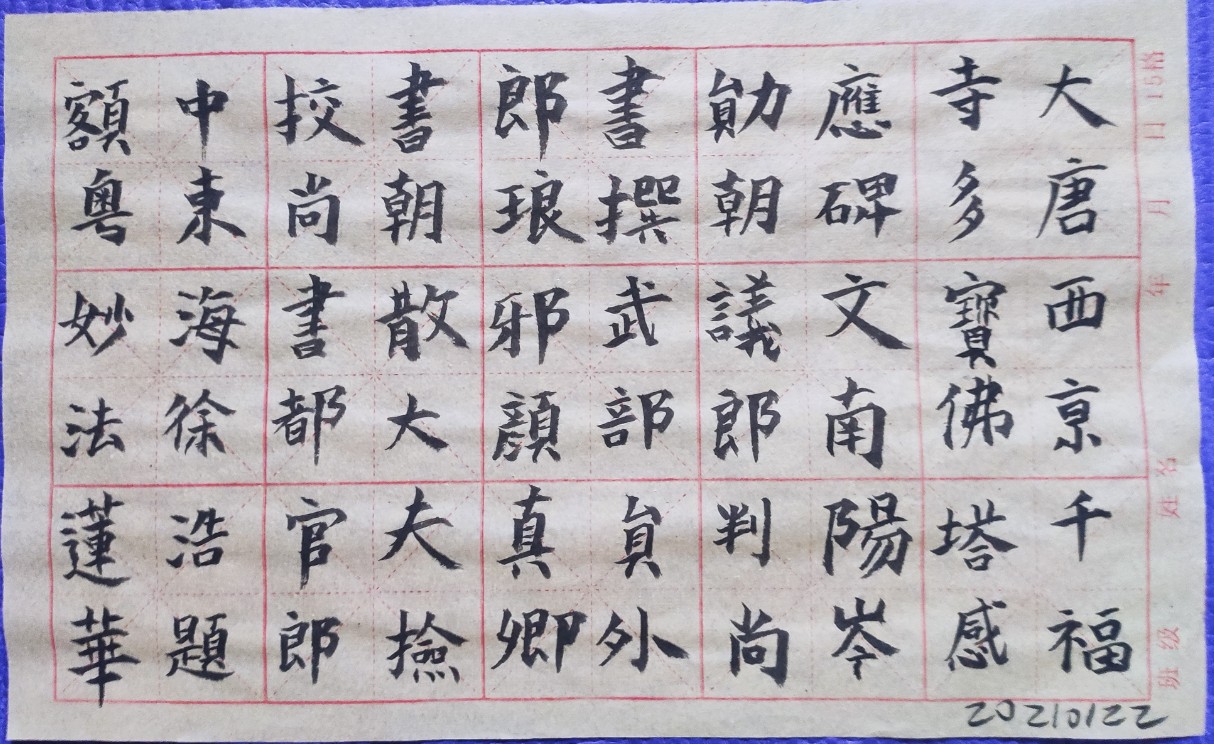 大唐西亰千福
寺多寶佛塔感
應碑文南陽岑
勛朝議郎判尚
書撰武部員外
郎琅邪顏真卿
書朝散大夫撿
挍尚書都官郎
中東海徐浩題
額粤妙法蓮華
班级 姓名 年 月 日 15格
20210122